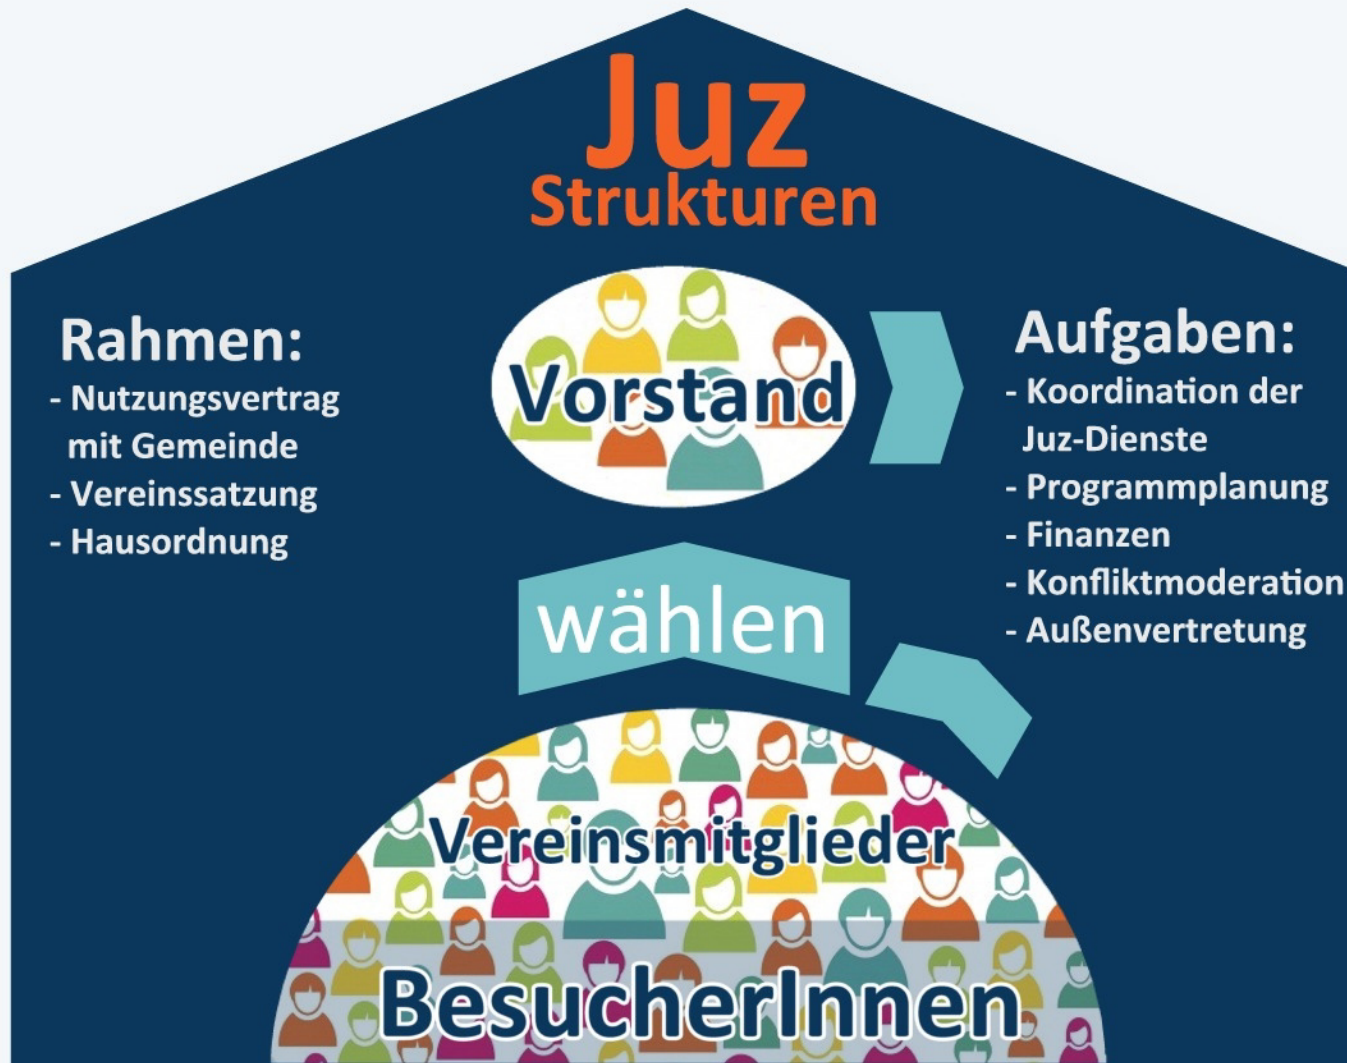 Juz
Strukturen
Rahmen:
- Nutzungsvertrag
mit Gemeinde
- Vereinssatzung
- Hausordnung
Vorstand
Aufgaben:
- Koordination der
Juz-Dienste
- Programmplanung
- Finanzen
- Konfliktmoderation
- Außenvertretung
wählen
Vereinsmitglieder
BesucherInnen